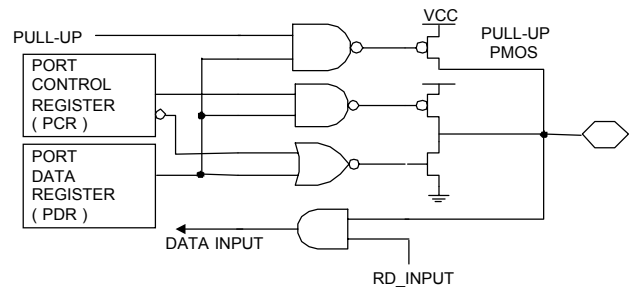 VCC
PULL-UP
PULL-UP
PMOS
PORT
CONTROL
REGISTER
( PCR )
PORT
DATA
REGISTER
( PDR )
DATA INPUT
RD_INPUT